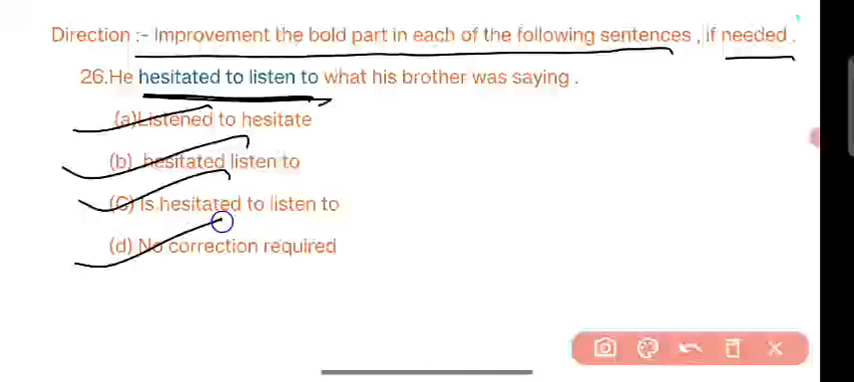 Direction :- Improvement the bold part in each of the following sentences , if needed .
26.He hesitated to listen to what his brother was saying .
(a)Listened to hesitate
(b) hesitated listen to
(C) Is hesitated to listen to
(d) No correction required